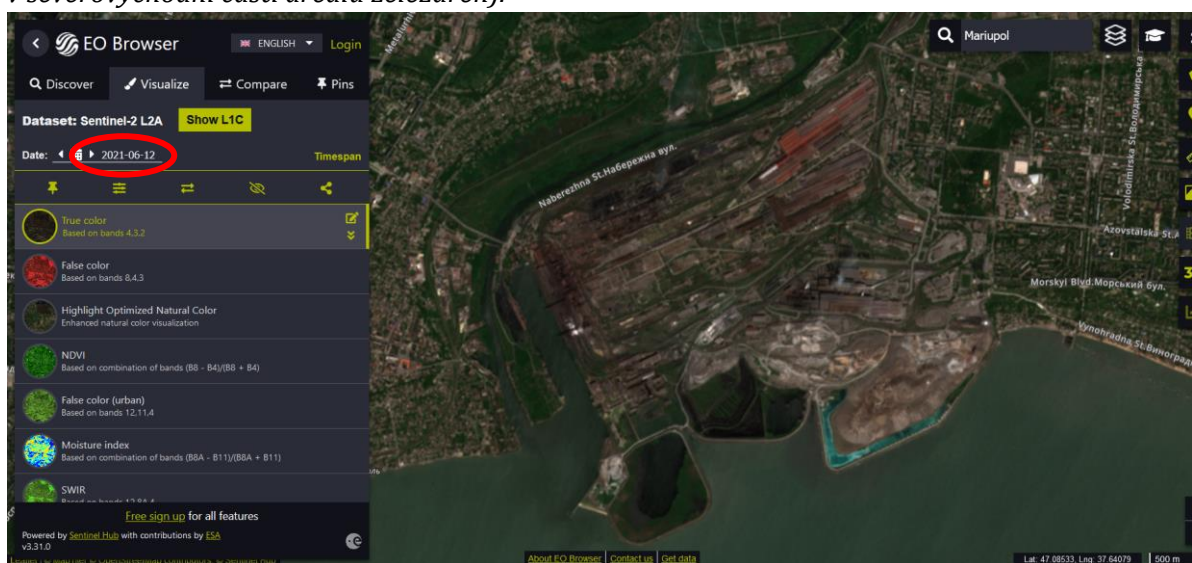 EO Browser
ENGLISH
Login
Mariupol
Discover
Visualize
Compare
Pins
Dataset: Sentinel-2 L2A
Show L1C
Date:
2021-06-12
Timespan
True color
Based on bands 4,3,2
False color
Based on bands 8,4,3
Highlight Optimized Natural Color
Enhanced natural color visualization
NDVI
Based on combination of bands (B8 - B4)/(B8 + B4)
False color (urban)
Based on bands 12,11,4
Moisture index
Based on combination of bands (B8A - B11)/(B8A + B11)
SWIR
Free sign up for all features
Powered by Sentinel Hub with contributions by ESA
v3.31.0
Naberezhna St.Набережна вул.
Volodimirska St.Володимирська
Azovstalska St.
Morskyi Blvd.Морський бул.
Vynohradna St.
About EO Browser
Contact us
Get data
Lat: 47.08533, Lng: 37.64079
500 m